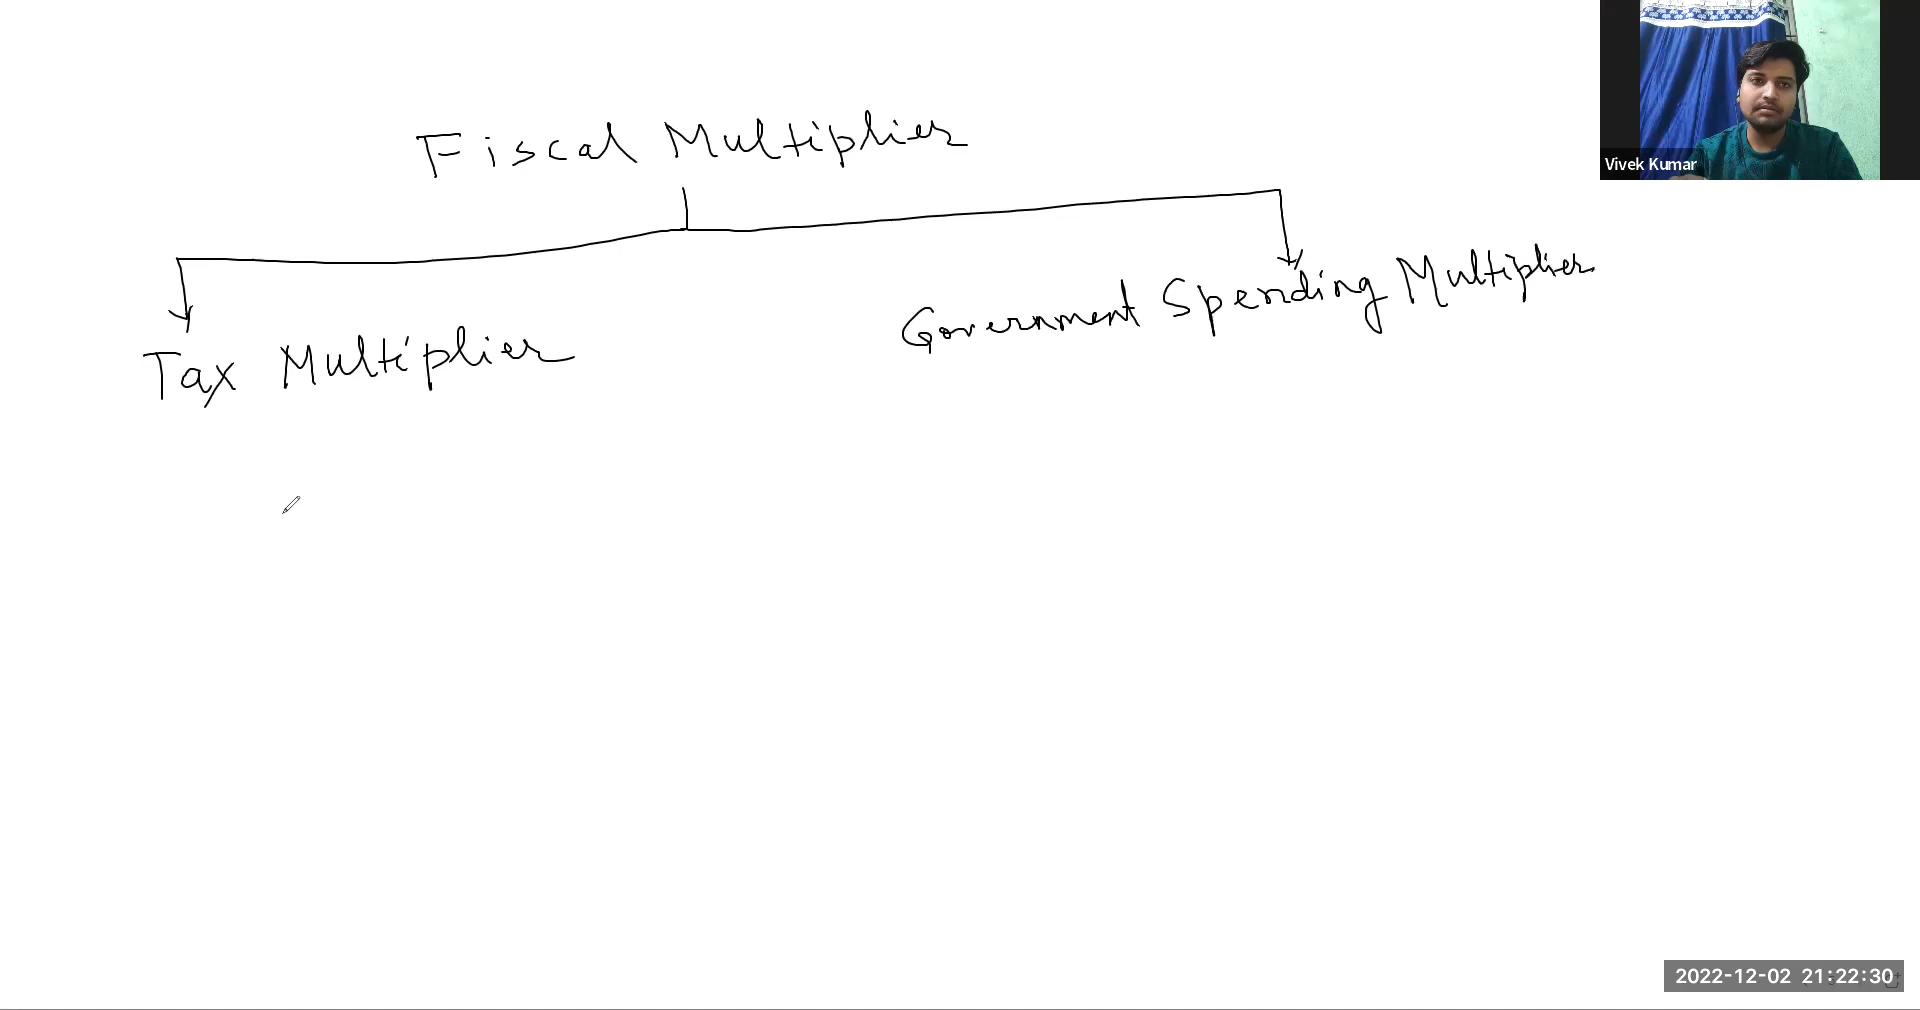 Fiscal Multiplier
Vivek Kumar
Tax Multiplier
Government Spending Multiplier
2022-12-02 21:22:30